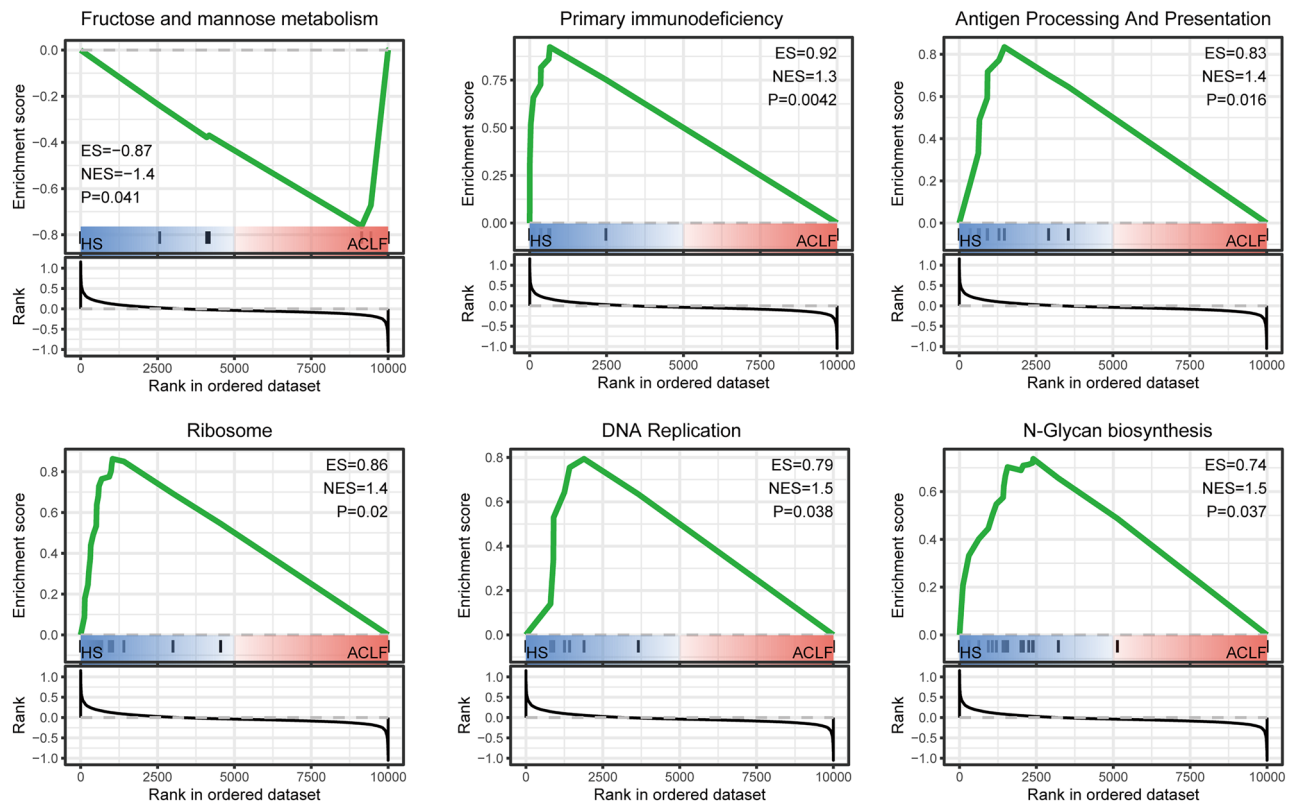 Fructose and mannose metabolism
0.0
−0.2
−0.4
−0.6
−0.8
Enrichment score
ES=−0.87
NES=−1.4
P=0.041
HS
ACLF
1.0
0.5
0.0
−0.5
−1.0
Rank
0
2500
5000
7500
10000
Rank in ordered dataset
Primary immunodeficiency
0.75
0.50
0.25
0.00
Enrichment score
ES=0.92
NES=1.3
P=0.0042
HS
ACLF
1.0
0.5
0.0
−0.5
−1.0
Rank
0
2500
5000
7500
10000
Rank in ordered dataset
Antigen Processing And Presentation
0.8
0.6
0.4
0.2
0.0
Enrichment score
ES=0.83
NES=1.4
P=0.016
HS
ACLF
1.0
0.5
0.0
−0.5
−1.0
Rank
0
2500
5000
7500
10000
Rank in ordered dataset
Ribosome
0.8
0.6
0.4
0.2
0.0
Enrichment score
ES=0.86
NES=1.4
P=0.02
HS
ACLF
1.0
0.5
0.0
−0.5
−1.0
Rank
0
2500
5000
7500
10000
Rank in ordered dataset
DNA Replication
0.8
0.6
0.4
0.2
0.0
Enrichment score
ES=0.79
NES=1.5
P=0.038
HS
ACLF
1.0
0.5
0.0
−0.5
−1.0
Rank
0
2500
5000
7500
10000
Rank in ordered dataset
N-Glycan biosynthesis
0.6
0.4
0.2
0.0
Enrichment score
ES=0.74
NES=1.5
P=0.037
HS
ACLF
1.0
0.5
0.0
−0.5
−1.0
Rank
0
2500
5000
7500
10000
Rank in ordered dataset